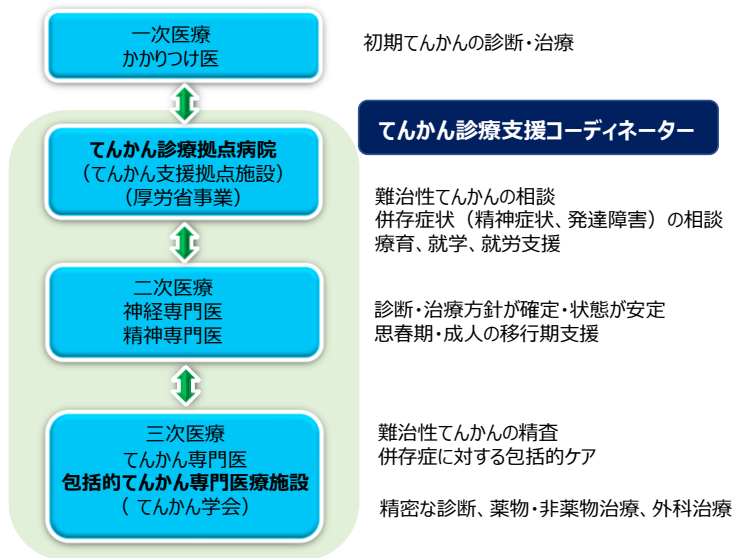 一次医療
かかりつけ医
初期てんかんの診断・治療
てんかん診療支援コーディネーター
てんかん診療拠点病院
（てんかん支援拠点施設）
（厚労省事業）
難治性てんかんの相談
併存症状（精神症状、発達障害）の相談
療育、就学、就労支援
二次医療
神経専門医
精神専門医
診断・治療方針が確定・状態が安定
思春期・成人の移行期支援
三次医療
てんかん専門医
包括的てんかん専門医療施設
（ てんかん学会）
難治性てんかんの精査
併存症に対する包括的ケア
精密な診断、薬物・非薬物治療、外科治療